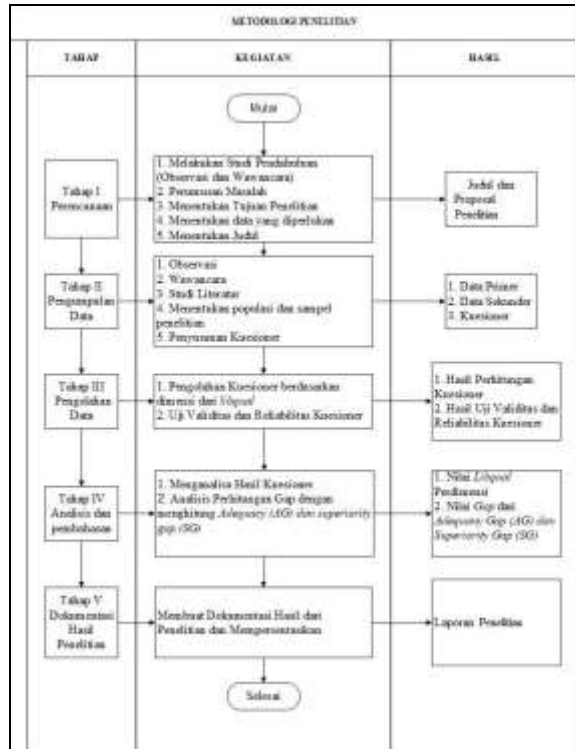 METODOLOGI PENELITIAN
TAHAP
KEGIATAN
HASIL
Mulai
Tahap I
Perencanaan
1. Melakukan Studi Pendahuluan
(Observasi dan Wawancara)
2. Perumusan Masalah
3. Menentukan Tujuan Penelitian
4. Menentukan data yang diperlukan
5. Menentukan Judul
Judul dan
Proposal
Penelitian
Tahap II
Pengumpulan
Data
1. Observasi
2. Wawancara
3. Studi Literatur
4. Menentukan populasi dan sampel
penelitian
5. Penyusunan Kuesioner
1. Data Primer
2. Data Sekunder
3. Kuesioner
Tahap III
Pengolahan
Data
1. Pengolahan Kuesioner berdasarkan
dimensi dari libqual
2. Uji Validitas dan Reliabilitas Kuesioner
1. Hasil Perhitungan
Kuesioner
2. Hasil Uji Validitas dan
Reliabilitas Kuesioner
Tahap IV
Analisis dan
pembahasan
1. Menganalisa Hasil Kuesioner
2. Analisis Perhitungan Gap dengan
menghitung Adequacy (AG) dan superiority
gap (SG)
1. Nilai Libqual
Perdimensi
2. Nilai Gap dari
Adequacy Gap (AG) dan
Superiority Gap (SG)
Tahap V
Dokumentasi
Hasil
Penelitian
Membuat Dokumentasi Hasil dari
Penelitian dan Mempresentasikan
Laporan Penelitian
Selesai